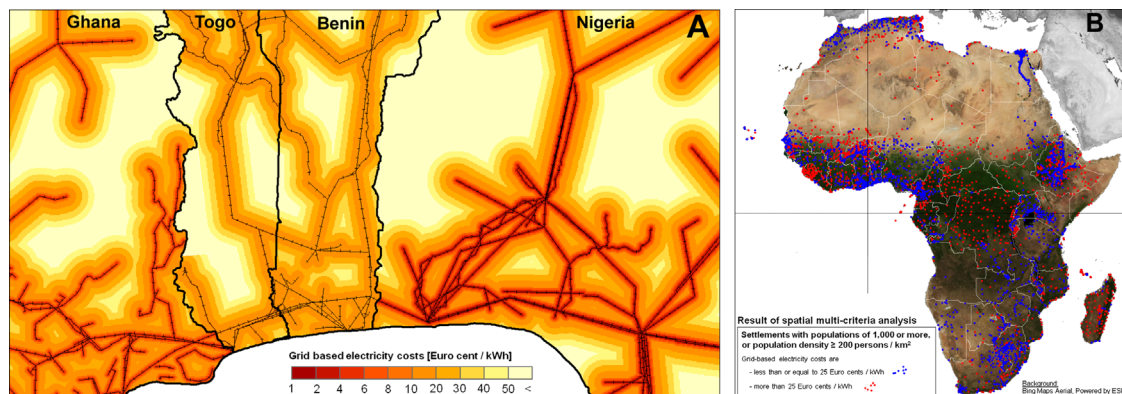 Ghana Togo Benin Nigeria A
Grid based electricity costs [Euro cent / kWh]
1 2 4 6 8 10 20 30 40 50 <
B
Result of spatial multi-criteria analysis
Settlements with populations of 1,000 or more,
or population density ≥ 200 persons / km²
Grid-based electricity costs are
- less than or equal to 25 Euro cents / kWh
- more than 25 Euro cents / kWh
Background:
Bing Maps Aerial, Powered by ESI